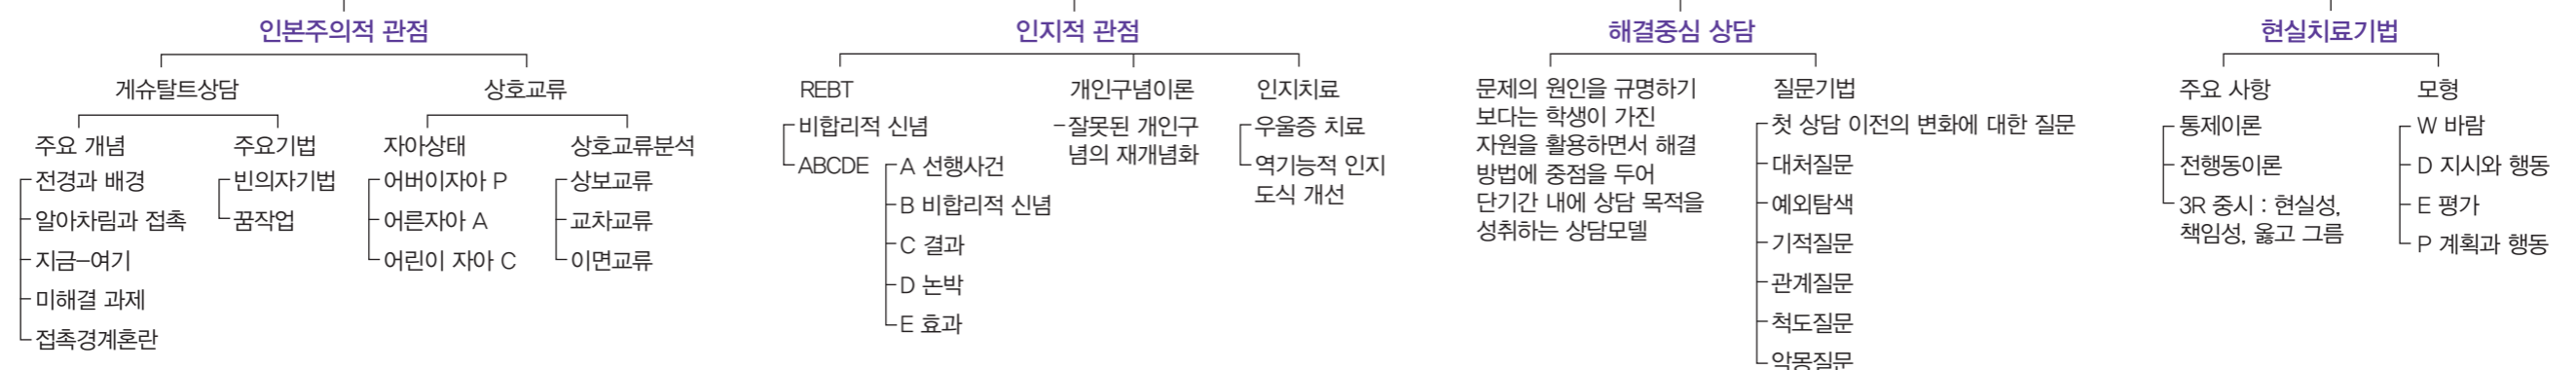 인본주의적 관점
게슈탈트상담
주요 개념
전경과 배경
알아차림과 접촉
지금-여기
미해결 과제
접촉경계혼란
주요기법
빈의자기법
꿈작업
상호교류
자아상태
어버이자아 P
어른자아 A
어린이 자아 C
상호교류분석
상보교류
교차교류
이면교류
인지적 관점
REBT
비합리적 신념
ABCDE
A 선행사건
B 비합리적 신념
C 결과
D 논박
E 효과
개인구념이론
잘못된 개인구
념의 재개념화
인지치료
우울증 치료
역기능적 인지
도식 개선
해결중심 상담
문제의 원인을 규명하기
보다는 학생이 가진
자원을 활용하면서 해결
방법에 중점을 두어
단기간 내에 상담 목적을
성취하는 상담모델
질문기법
첫 상담 이전의 변화에 대한 질문
대처질문
예외탐색
기적질문
관계질문
척도질문
악몽질문
현실치료기법
주요 사항
통제이론
전행동이론
3R 중시 : 현실성,
책임성, 옳고 그름
모형
W 바람
D 지시와 행동
E 평가
P 계획과 행동